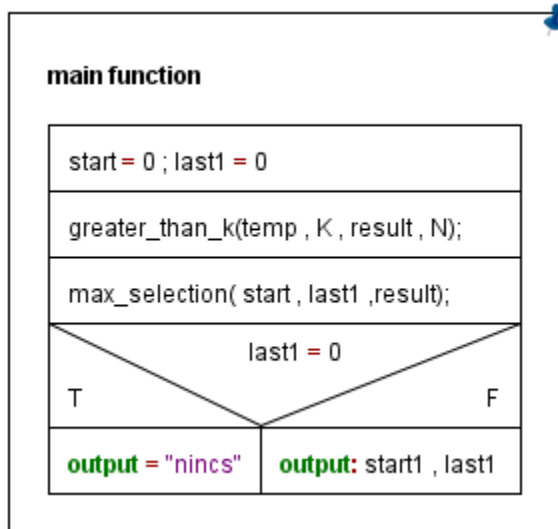 main function
start = 0 ; last1 = 0
greater_than_k(temp , K , result , N);
max_selection( start , last1 ,result);
last1 = 0
T F
output = "nincs" output: start1 , last1